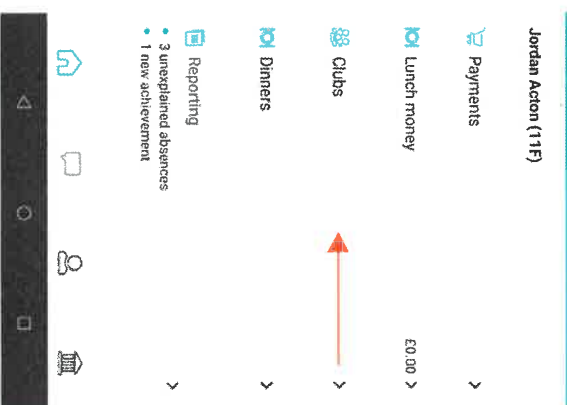 Jordan Acton (11F)
Payments
Lunch money £0.00
Clubs
Dinners
Reporting
• 3 unexplained absences
• 1 new achievement